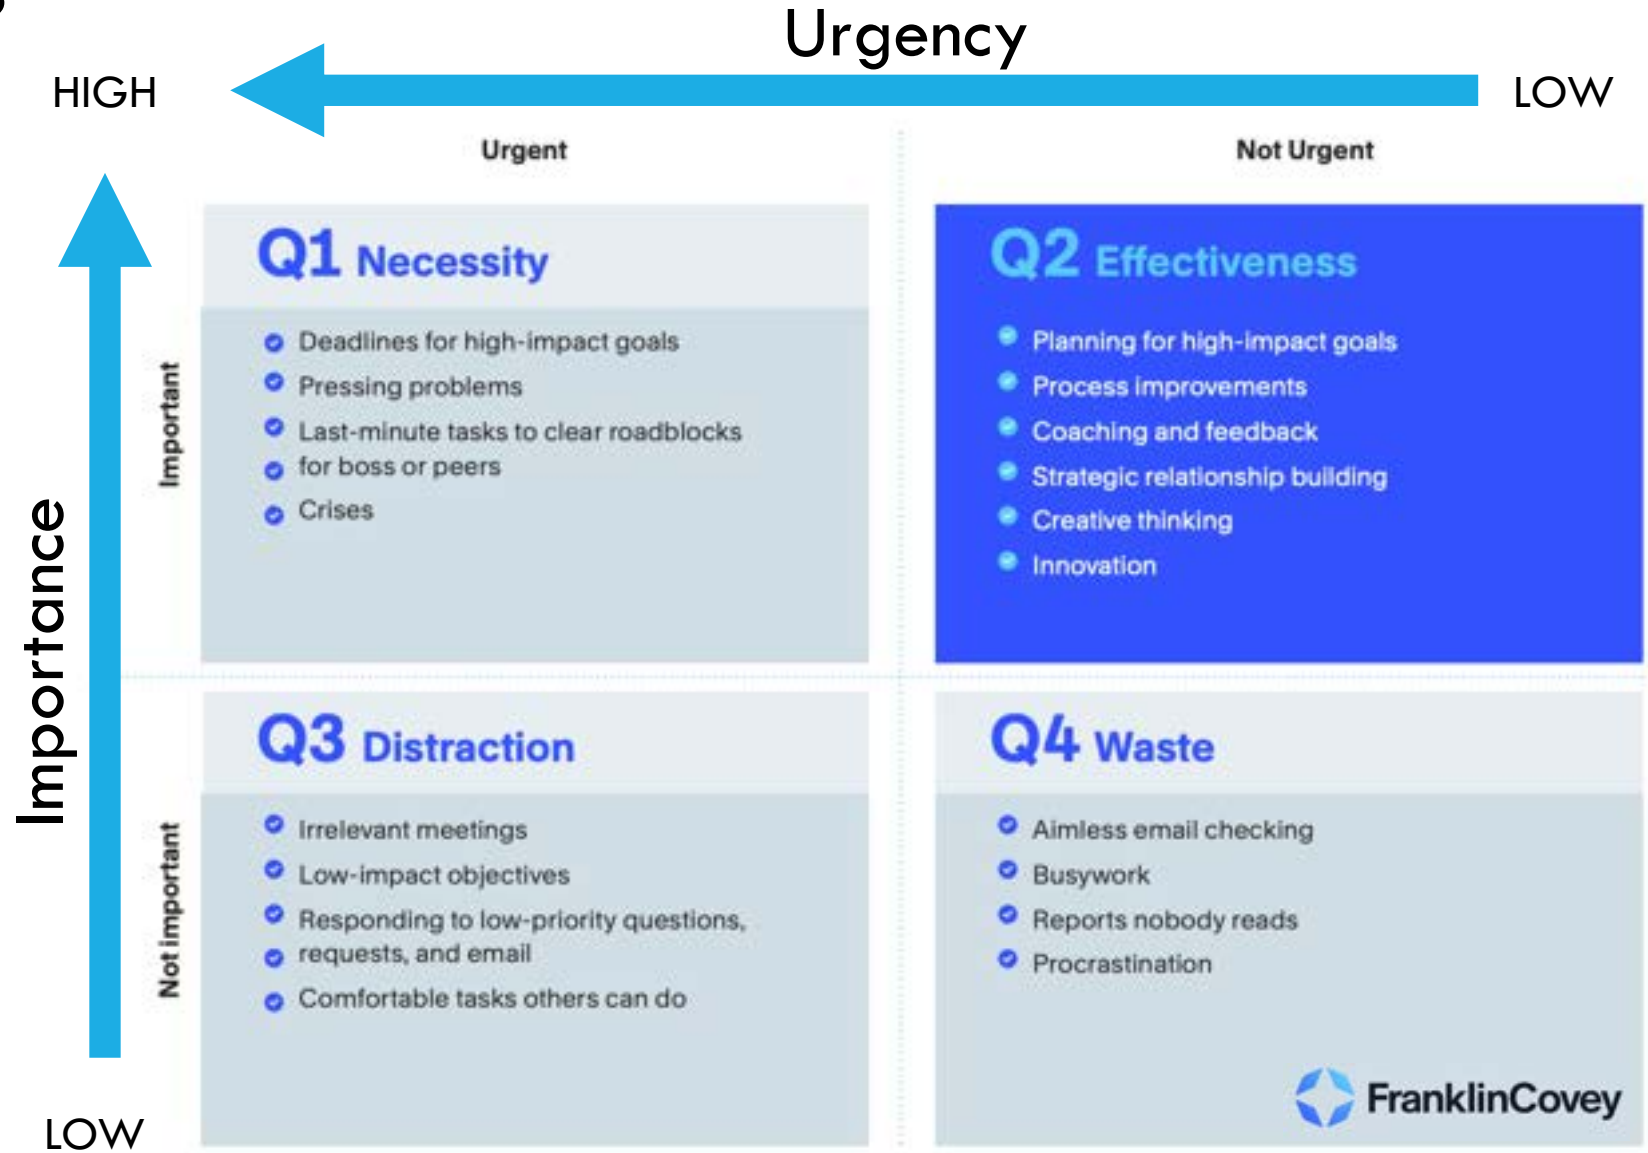 Urgency
HIGH
LOW
Urgent
Not Urgent
Importance
Important
Q1 Necessity
Deadlines for high-impact goals
Pressing problems
Last-minute tasks to clear roadblocks
for boss or peers
Crises
Q2 Effectiveness
Planning for high-impact goals
Process improvements
Coaching and feedback
Strategic relationship building
Creative thinking
Innovation
Not important
Q3 Distraction
Irrelevant meetings
Low-impact objectives
Responding to low-priority questions,
requests, and email
Comfortable tasks others can do
Q4 Waste
Aimless email checking
Busywork
Reports nobody reads
Procrastination
FranklinCovey
LOW